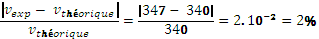 |v_exp − v_théorique| / v_théorique = |347 − 340| / 340 = 2.10⁻² = 2%